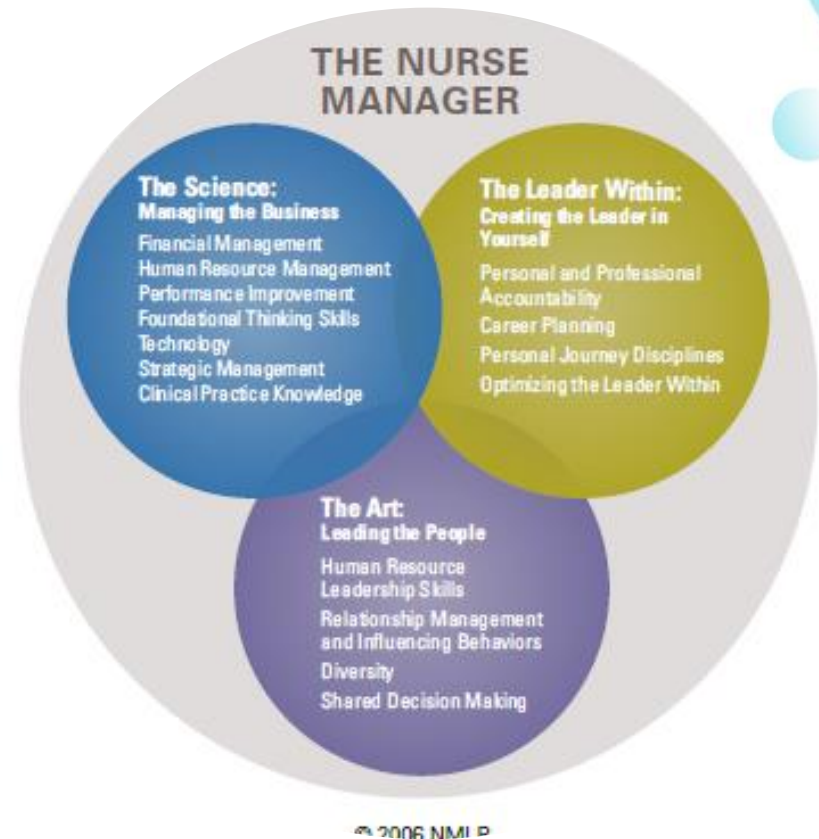 THE NURSE
MANAGER
The Science:
Managing the Business
Financial Management
Human Resource Management
Performance Improvement
Foundational Thinking Skills
Technology
Strategic Management
Clinical Practice Knowledge
The Leader Within:
Creating the Leader in
Yourself
Personal and Professional
Accountability
Career Planning
Personal Journey Disciplines
Optimizing the Leader Within
The Art:
Leading the People
Human Resource
Leadership Skills
Relationship Management
and Influencing Behaviors
Diversity
Shared Decision Making
© 2006 NMLP